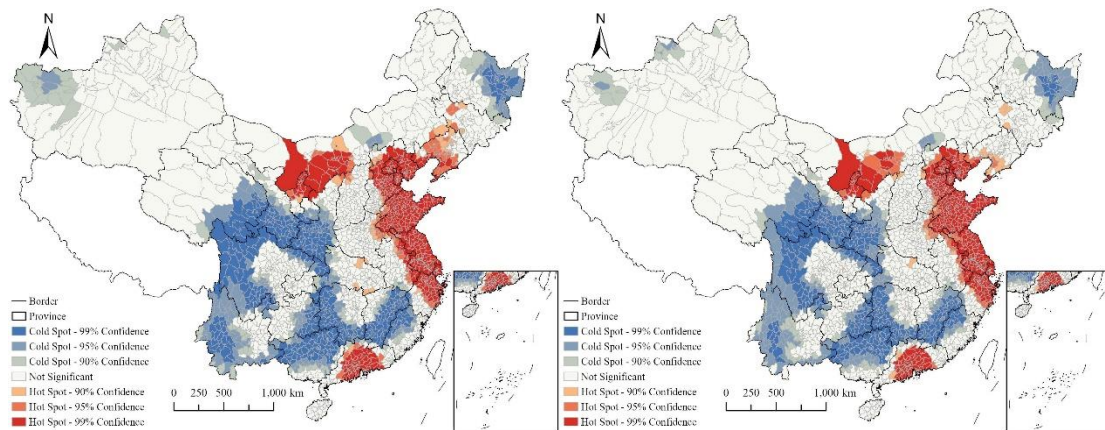 N
Border
Province
Cold Spot - 99% Confidence
Cold Spot - 95% Confidence
Cold Spot - 90% Confidence
Not Significant
Hot Spot - 90% Confidence
Hot Spot - 95% Confidence
Hot Spot - 99% Confidence
0 250 500 1,000 km
N
Border
Province
Cold Spot - 99% Confidence
Cold Spot - 95% Confidence
Cold Spot - 90% Confidence
Not Significant
Hot Spot - 90% Confidence
Hot Spot - 95% Confidence
Hot Spot - 99% Confidence
0 250 500 1,000 km